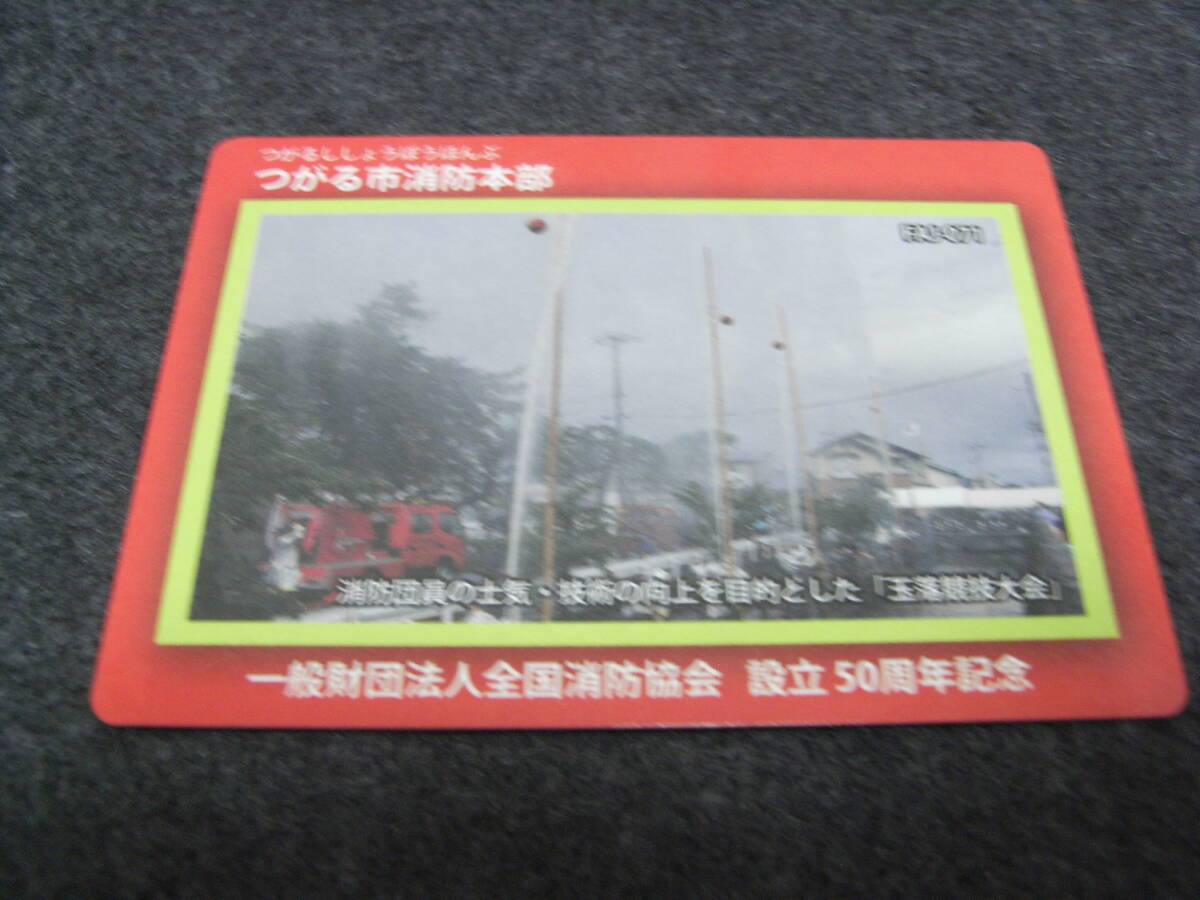 つがるししょうぼうほんぶ
つがる市消防本部
消防団員の士気・技術の向上を目的とした「玉落競技大会」
一般財団法人全国消防協会 設立 50周年記念